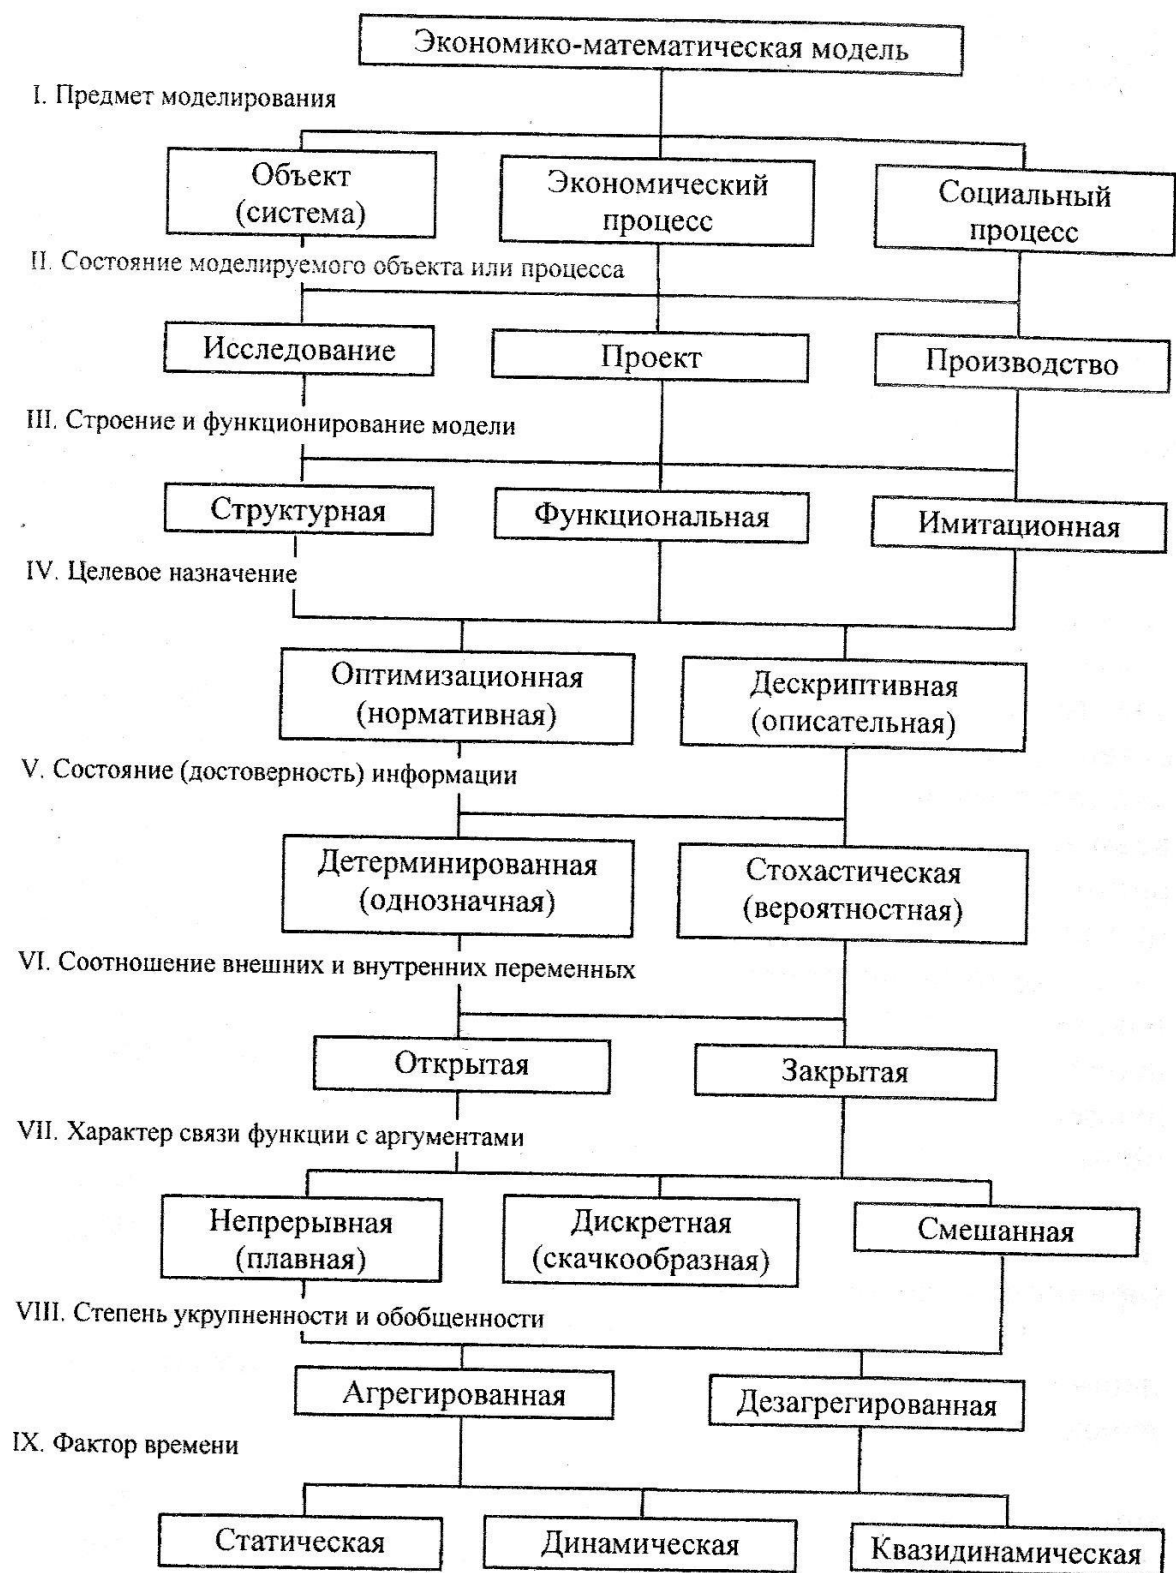 Экономико-математическая модель
I. Предмет моделирования
Объект
(система)
Экономический
процесс
Социальный
процесс
II. Состояние моделируемого объекта или процесса
Исследование
Проект
Производство
III. Строение и функционирование модели
Структурная
Функциональная
Имитационная
IV. Целевое назначение
Оптимизационная
(нормативная)
Дескриптивная
(описательная)
V. Состояние (достоверность) информации
Детерминированная
(однозначная)
Стохастическая
(вероятностная)
VI. Соотношение внешних и внутренних переменных
Открытая
Закрытая
VII. Характер связи функции с аргументами
Непрерывная
(плавная)
Дискретная
(скачкообразная)
Смешанная
VIII. Степень укрупненности и обобщенности
Агрегированная
Дезагрегированная
IX. Фактор времени
Статическая
Динамическая
Квазидинамическая